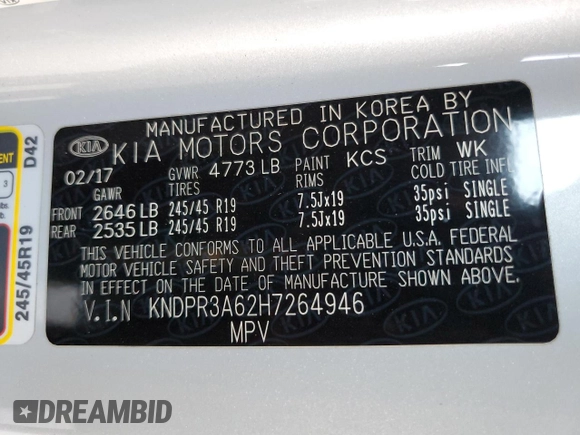 MANUFACTURED IN KOREA BY
KIA KIA MOTORS CORPORATION
02/17 GVWR 4773 LB PAINT KCS TRIM WK
GAWR TIRES RIMS COLD TIRE INFL
FRONT 2646 LB 245/45 R19 7.5Jx19 35psi SINGLE
REAR 2535 LB 245/45 R19 7.5Jx19 35psi SINGLE
THIS VEHICLE CONFORMS TO ALL APPLICABLE U.S.A. FEDERAL
MOTOR VEHICLE SAFETY AND THEFT PREVENTION STANDARDS
IN EFFECT ON THE DATE OF MANUFACTURE SHOWN ABOVE.
V.I.N KNDPR3A62H7264946
MPV
D42
3
245/45R19
DREAMBID